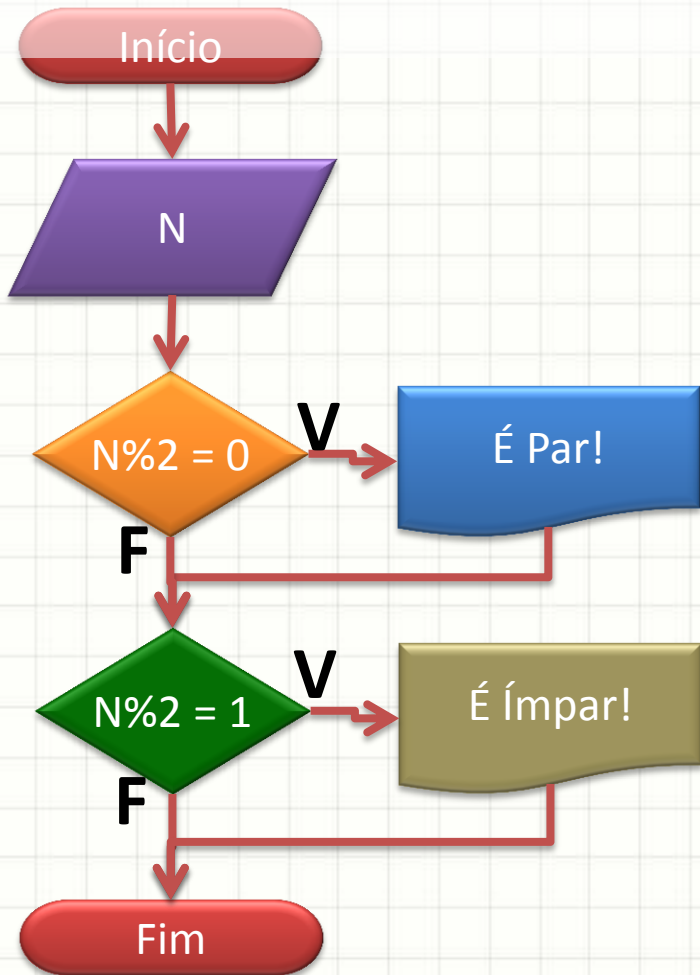 Início
N
N%2 = 0
V
É Par!
F
N%2 = 1
V
É Ímpar!
F
Fim